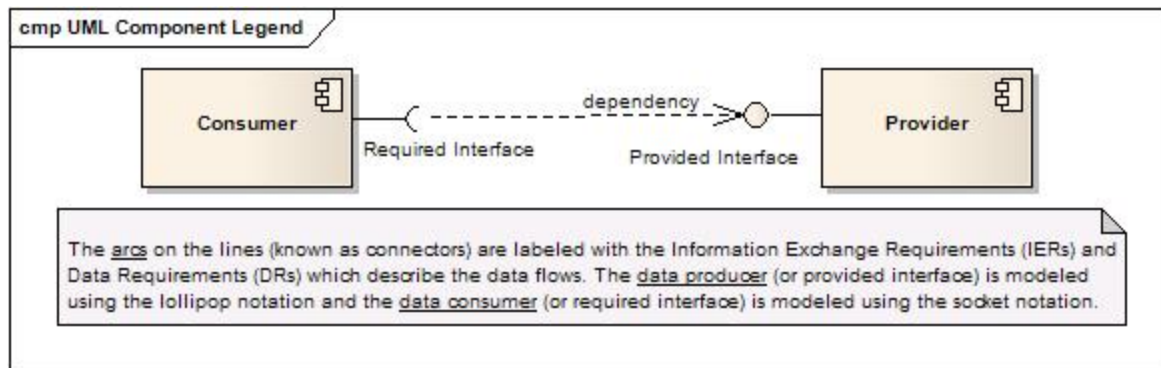 cmp UML Component Legend
Consumer
Required Interface
dependency
Provided Interface
Provider
The arcs on the lines (known as connectors) are labeled with the Information Exchange Requirements (IERs) and
Data Requirements (DRs) which describe the data flows. The data producer (or provided interface) is modeled
using the lollipop notation and the data consumer (or required interface) is modeled using the socket notation.